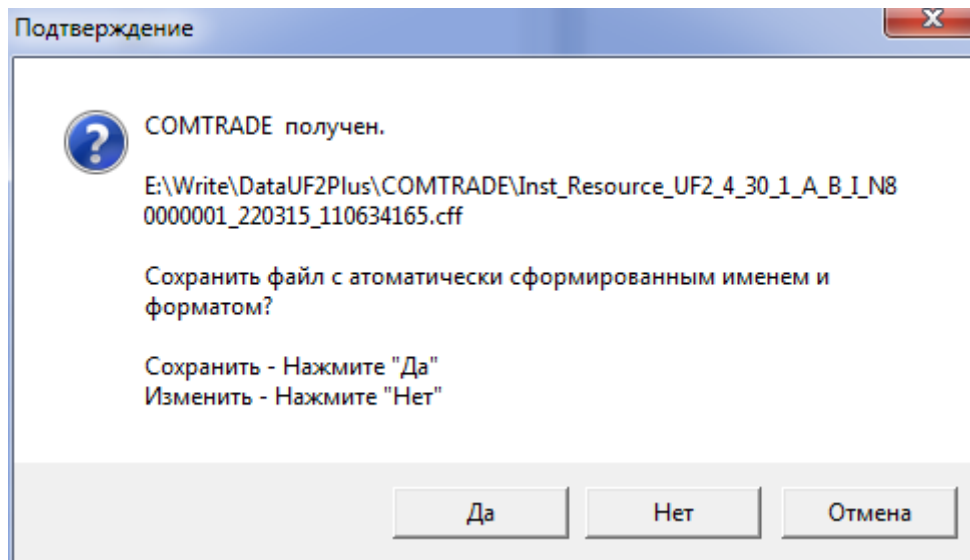 Подтверждение
COMTRADE получен.
E:\Write\DataUF2Plus\COMTRADE\Inst_Resource_UF2_4_30_1_A_B_I_N8
0000001_220315_110634165.cff
Сохранить файл с атоматически сформированным именем и
форматом?
Сохранить - Нажмите "Да"
Изменить - Нажмите "Нет"
Да Нет Отмена